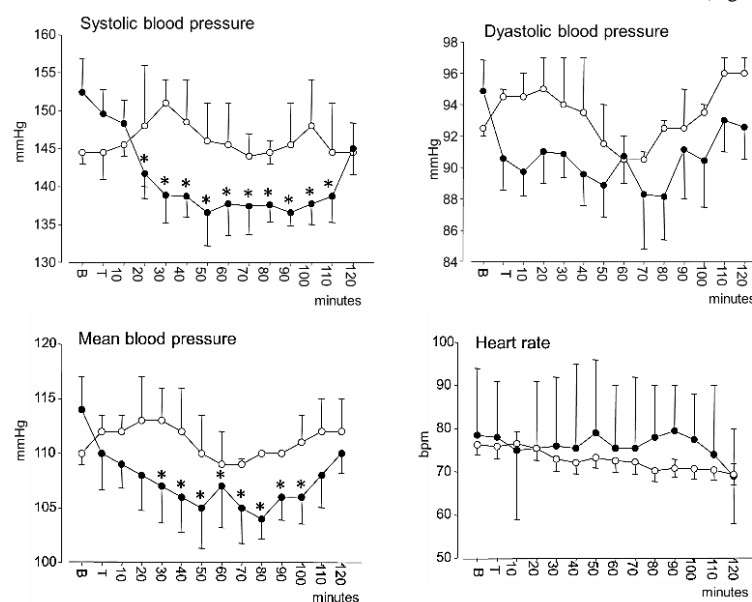 Systolic blood pressure
160
155
150
145
140
135
130
mmHg
* * * * * * * * * *
B T 10 20 30 40 50 60 70 80 90 100 110 120
minutes
Dyastolic blood pressure
98
96
94
92
90
88
86
84
mmHg
B T 10 20 30 40 50 60 70 80 90 100 110 120
minutes
Mean blood pressure
120
115
110
105
100
mmHg
* * * * * * * *
B T 10 20 30 40 50 60 70 80 90 100 110 120
minutes
Heart rate
100
90
80
70
60
50
bpm
B T 10 20 30 40 50 60 70 80 90 100 110 120
minutes